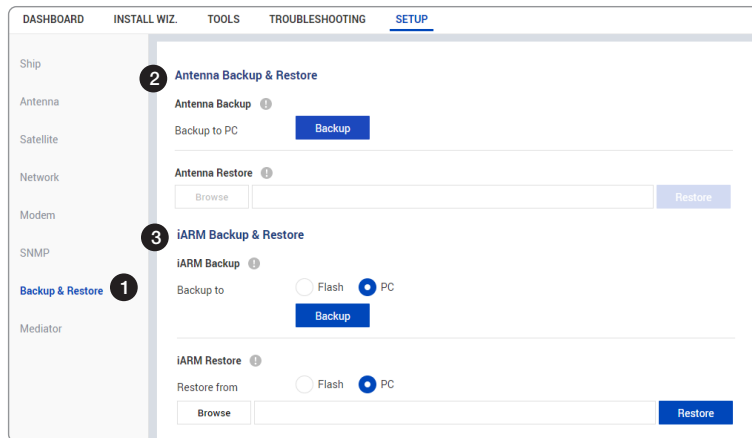 DASHBOARD INSTALL WIZ. TOOLS TROUBLESHOOTING SETUP
Ship
Antenna
Satellite
Network
Modem
SNMP
Backup & Restore 1
Mediator
2 Antenna Backup & Restore
Antenna Backup !
Backup to PC Backup
Antenna Restore !
Browse Restore
3 iARM Backup & Restore
iARM Backup !
Backup to Flash PC
Backup
iARM Restore !
Restore from Flash PC
Browse Restore